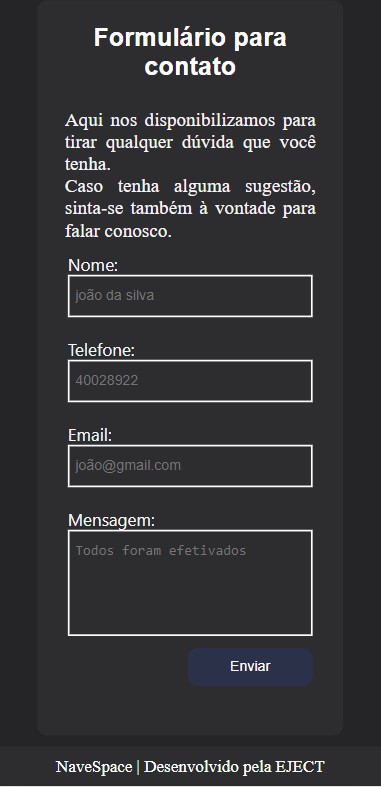 Formulário para
contato
Aqui nos disponibilizamos para
tirar qualquer dúvida que você
tenha.
Caso tenha alguma sugestão,
sinta-se também à vontade para
falar conosco.
Nome:
joão da silva
Telefone:
40028922
Email:
joão@gmail.com
Mensagem:
Todos foram efetivados
Enviar
NaveSpace | Desenvolvido pela EJECT